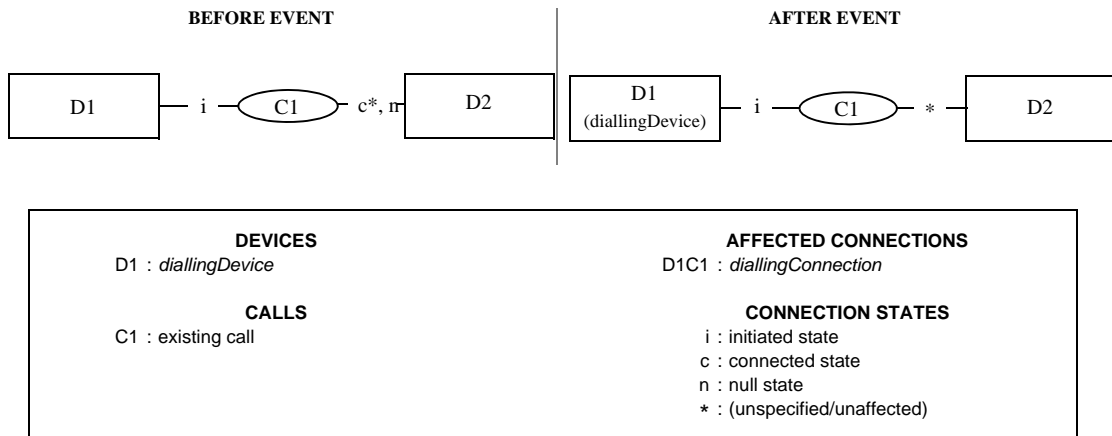 BEFORE EVENT
AFTER EVENT
D1
i
C1
c*, n
D2
D1
(diallingDevice)
i
C1
*
D2
DEVICES
D1 : diallingDevice
CALLS
C1 : existing call
AFFECTED CONNECTIONS
D1C1 : diallingConnection
CONNECTION STATES
i : initiated state
c : connected state
n : null state
* : (unspecified/unaffected)